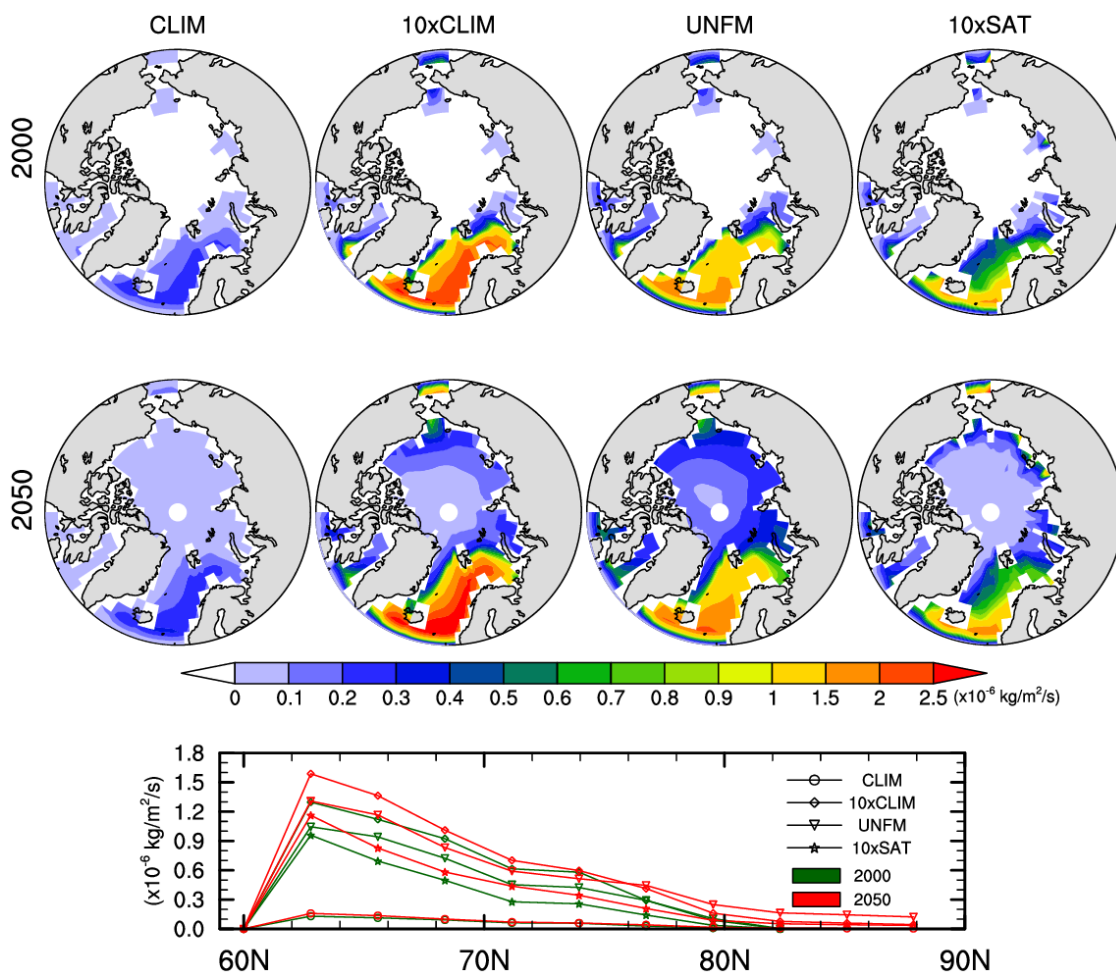 CLIM 10xCLIM UNFM 10xSAT
2000
2050
0 0.1 0.2 0.3 0.4 0.5 0.6 0.7 0.8 0.9 1 1.5 2 2.5 (x10⁻⁶ kg/m²/s)
1.8
1.5
1.2
0.9
0.6
0.3
0.0
(x10⁻⁶ kg/m²/s)
CLIM
10xCLIM
UNFM
10xSAT
2000
2050
60N 70N 80N 90N